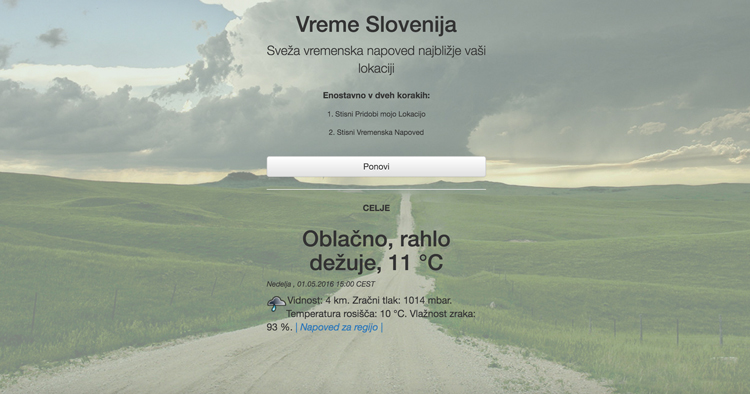 Vreme Slovenija
Sveža vremenska napoved najbližje vaši
lokaciji
Enostavno v dveh korakih:
1. Stisni Pridobi mojo Lokacijo
2. Stisni Vremenska Napoved
Ponovi
CELJE
Oblačno, rahlo
dežuje, 11 °C
Nedelja , 01.05.2016 15:00 CEST
Vidnost: 4 km. Zračni tlak: 1014 mbar.
Temperatura rosišča: 10 °C. Vlažnost zraka:
93 %. | Napoved za regijo |